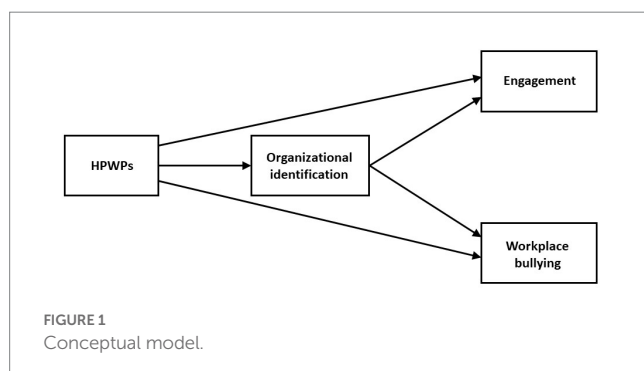 Engagement
HPWPs
Organizational
identification
Workplace
bullying
FIGURE 1
Conceptual model.